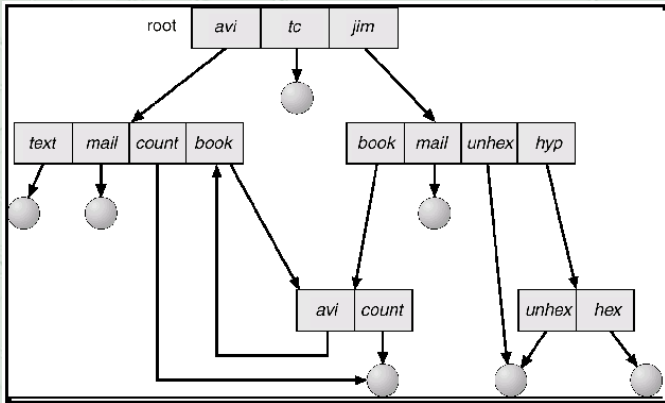 root avi tc jim
text mail count book
book mail unhex hyp
avi count
unhex hex